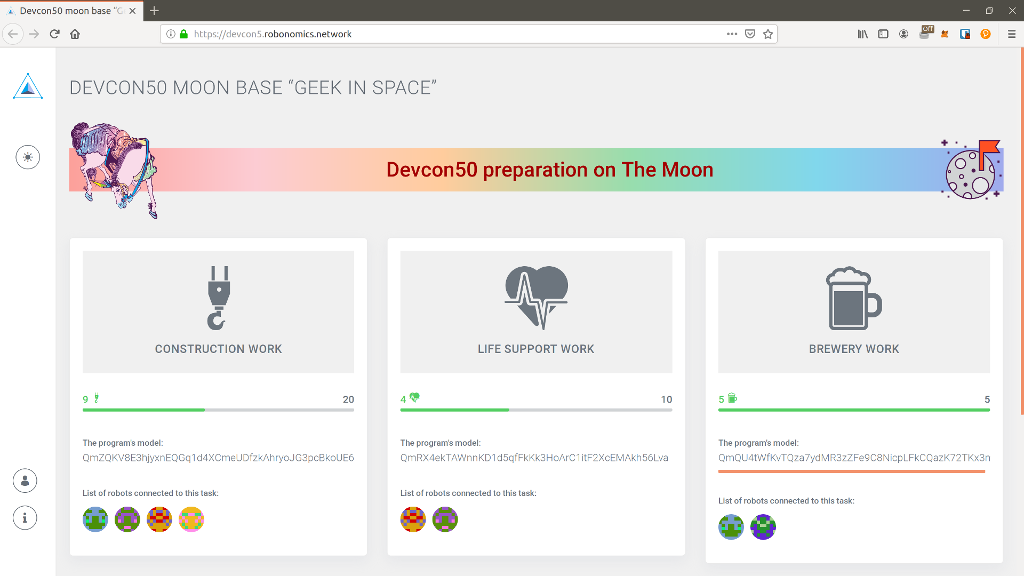 Devcon50 moon base "G
https://devcon5.robonomics.network
DEVCON50 MOON BASE “GEEK IN SPACE”
Devcon50 preparation on The Moon
CONSTRUCTION WORK
9 20
The program's model:
QmZQKV8E3hjyxnEQGq1d4XCmeUDfzkAhryoJG3pcBkoUE6
List of robots connected to this task:
LIFE SUPPORT WORK
4 10
The program's model:
QmRX4ekTAWnnKD1d5qfFkKk3HoArC1itF2XcEMAkh56Lva
List of robots connected to this task:
BREWERY WORK
5 5
The program's model:
QmQU4tWfKvTQza7ydMR3zZFe9C8NicpLFkCQazK72TKx3n
List of robots connected to this task: